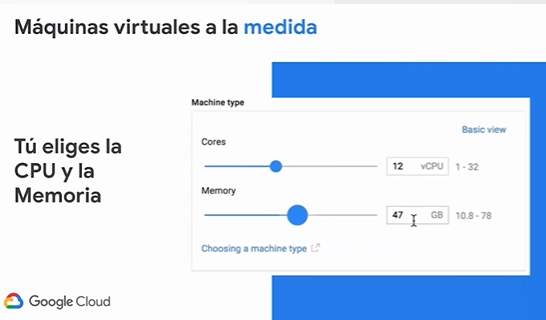 Máquinas virtuales a la medida
Machine type
Basic view
Tú eliges la
CPU y la
Memoria
Cores
12 vCPU 1 - 32
Memory
47 GB 10.8 - 78
Choosing a machine type
Google Cloud